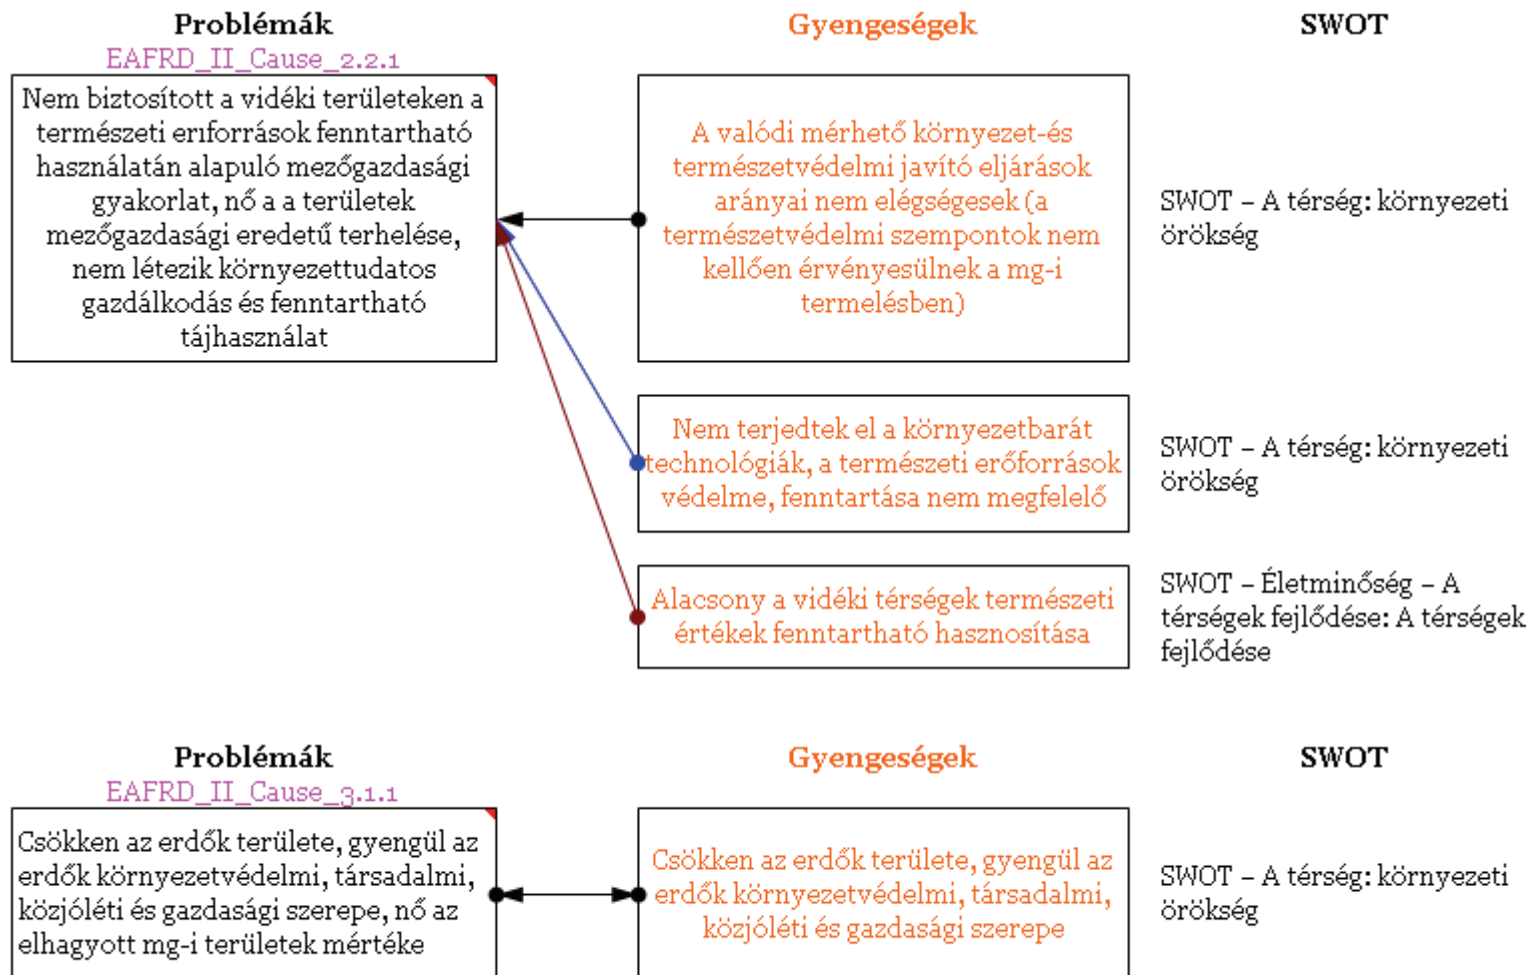 Problémák
Gyengeségek
SWOT
EAFRD_II_Cause_2.2.1
Nem biztosított a vidéki területeken a
természeti eriforrások fenntartható
használatán alapuló mezőgazdasági
gyakorlat, nő a a területek
mezőgazdasági eredetű terhelése,
nem létezik környezettudatos
gazdálkodás és fenntartható
tájhasználat
A valódi mérhető környezet-és
természetvédelmi javító eljárások
arányai nem elégségesek (a
természetvédelmi szempontok nem
kellően érvényesülnek a mg-i
termelésben)
SWOT – A térség: környezeti
örökség
Nem terjedtek el a környezetbarát
technológiák, a természeti erőforrások
védelme, fenntartása nem megfelelő
SWOT – A térség: környezeti
örökség
Alacsony a vidéki térségek természeti
értékek fenntartható hasznosítása
SWOT – Életminőség – A
térségek fejlődése: A térségek
fejlődése
Problémák
Gyengeségek
SWOT
EAFRD_II_Cause_3.1.1
Csökken az erdők területe, gyengül az
erdők környezetvédelmi, társadalmi,
közjóléti és gazdasági szerepe, nő az
elhagyott mg-i területek mértéke
Csökken az erdők területe, gyengül az
erdők környezetvédelmi, társadalmi,
közjóléti és gazdasági szerepe
SWOT – A térség: környezeti
örökség